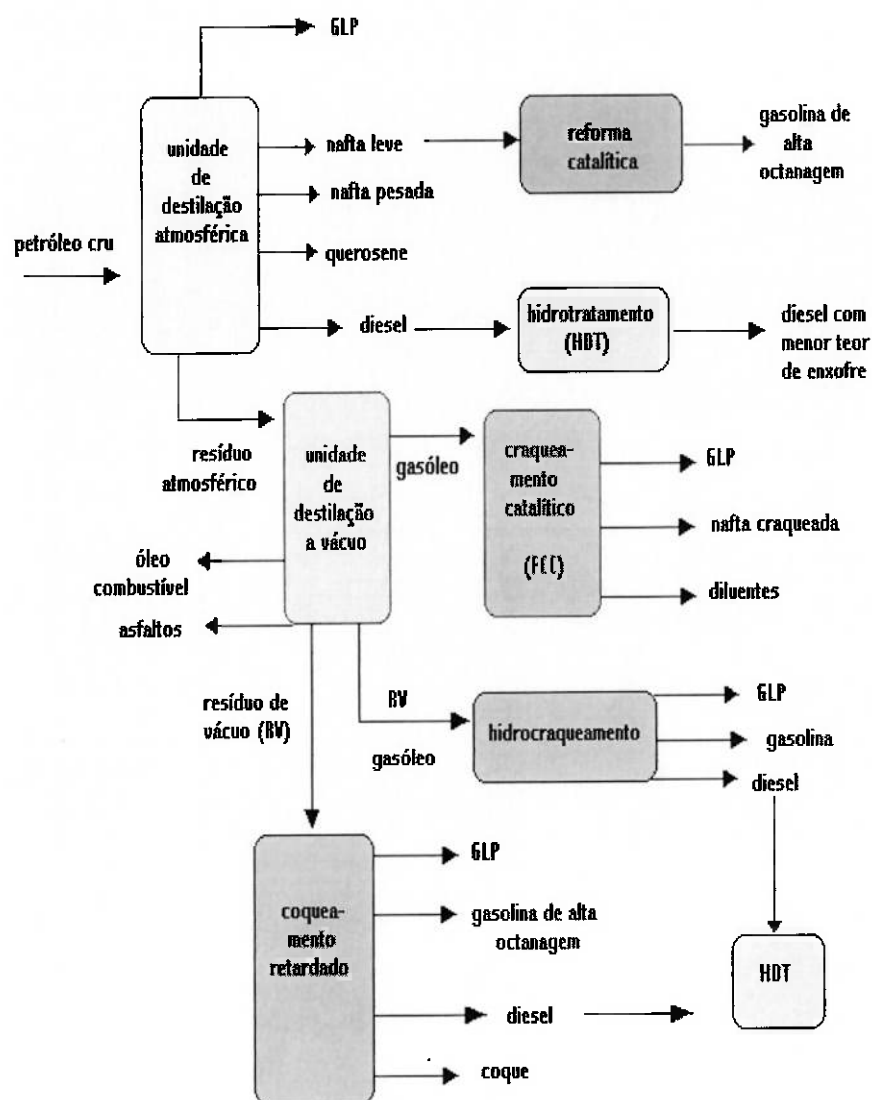 GLP
unidade
de
destilação
atmosférica
nafta leve
reforma
catalítica
gasolina de
alta
octanagem
nafta pesada
petróleo cru
querosene
diesel
hidrotratamento
(HDT)
diesel com
menor teor
de enxofre
resíduo
atmosférico
unidade
de
destilação
a vácuo
gasóleo
craquea-
mento
catalítico
(FCC)
GLP
nafta craqueada
diluentes
óleo
combustível
asfaltos
resíduo de
vácuo (RV)
RV
gasóleo
hidrocraqueamento
GLP
gasolina
diesel
coquea-
mento
retardado
GLP
gasolina de alta
octanagem
diesel
coque
HDT